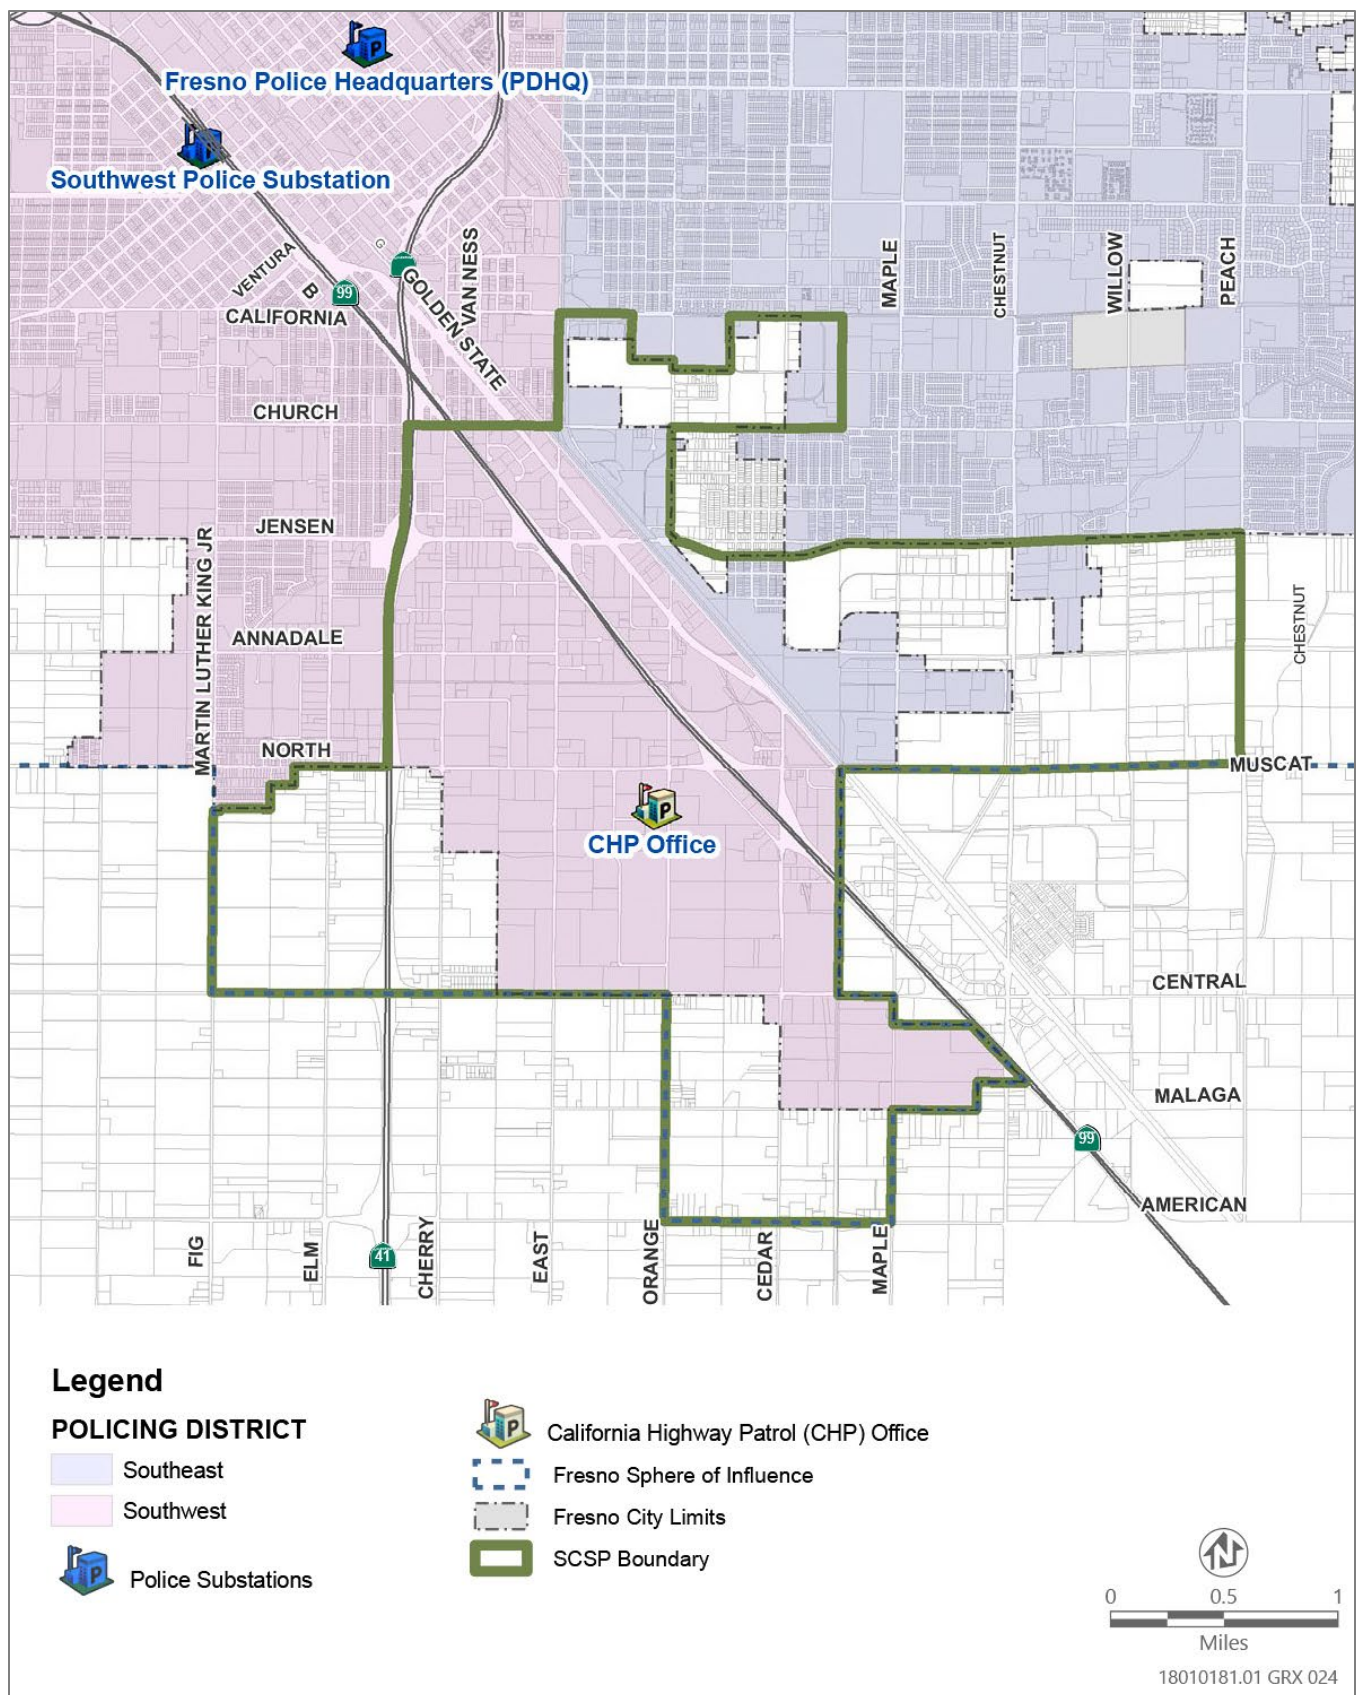 Fresno Police Headquarters (PDHQ)
Southwest Police Substation
VENTURA
B
G
99
GOLDEN STATE
VAN NESS
MAPLE
CHESTNUT
WILLOW
PEACH
CALIFORNIA
CHURCH
JENSEN
MARTIN LUTHER KING JR
ANNADALE
CHESTNUT
NORTH
MUSCAT
CHP Office
CENTRAL
MALAGA
99
AMERICAN
FIG
ELM
41
CHERRY
EAST
ORANGE
CEDAR
MAPLE
Legend
POLICING DISTRICT
Southeast
Southwest
P Police Substations
P California Highway Patrol (CHP) Office
Fresno Sphere of Influence
Fresno City Limits
SCSP Boundary
N
0 0.5 1
Miles
18010181.01 GRX 024